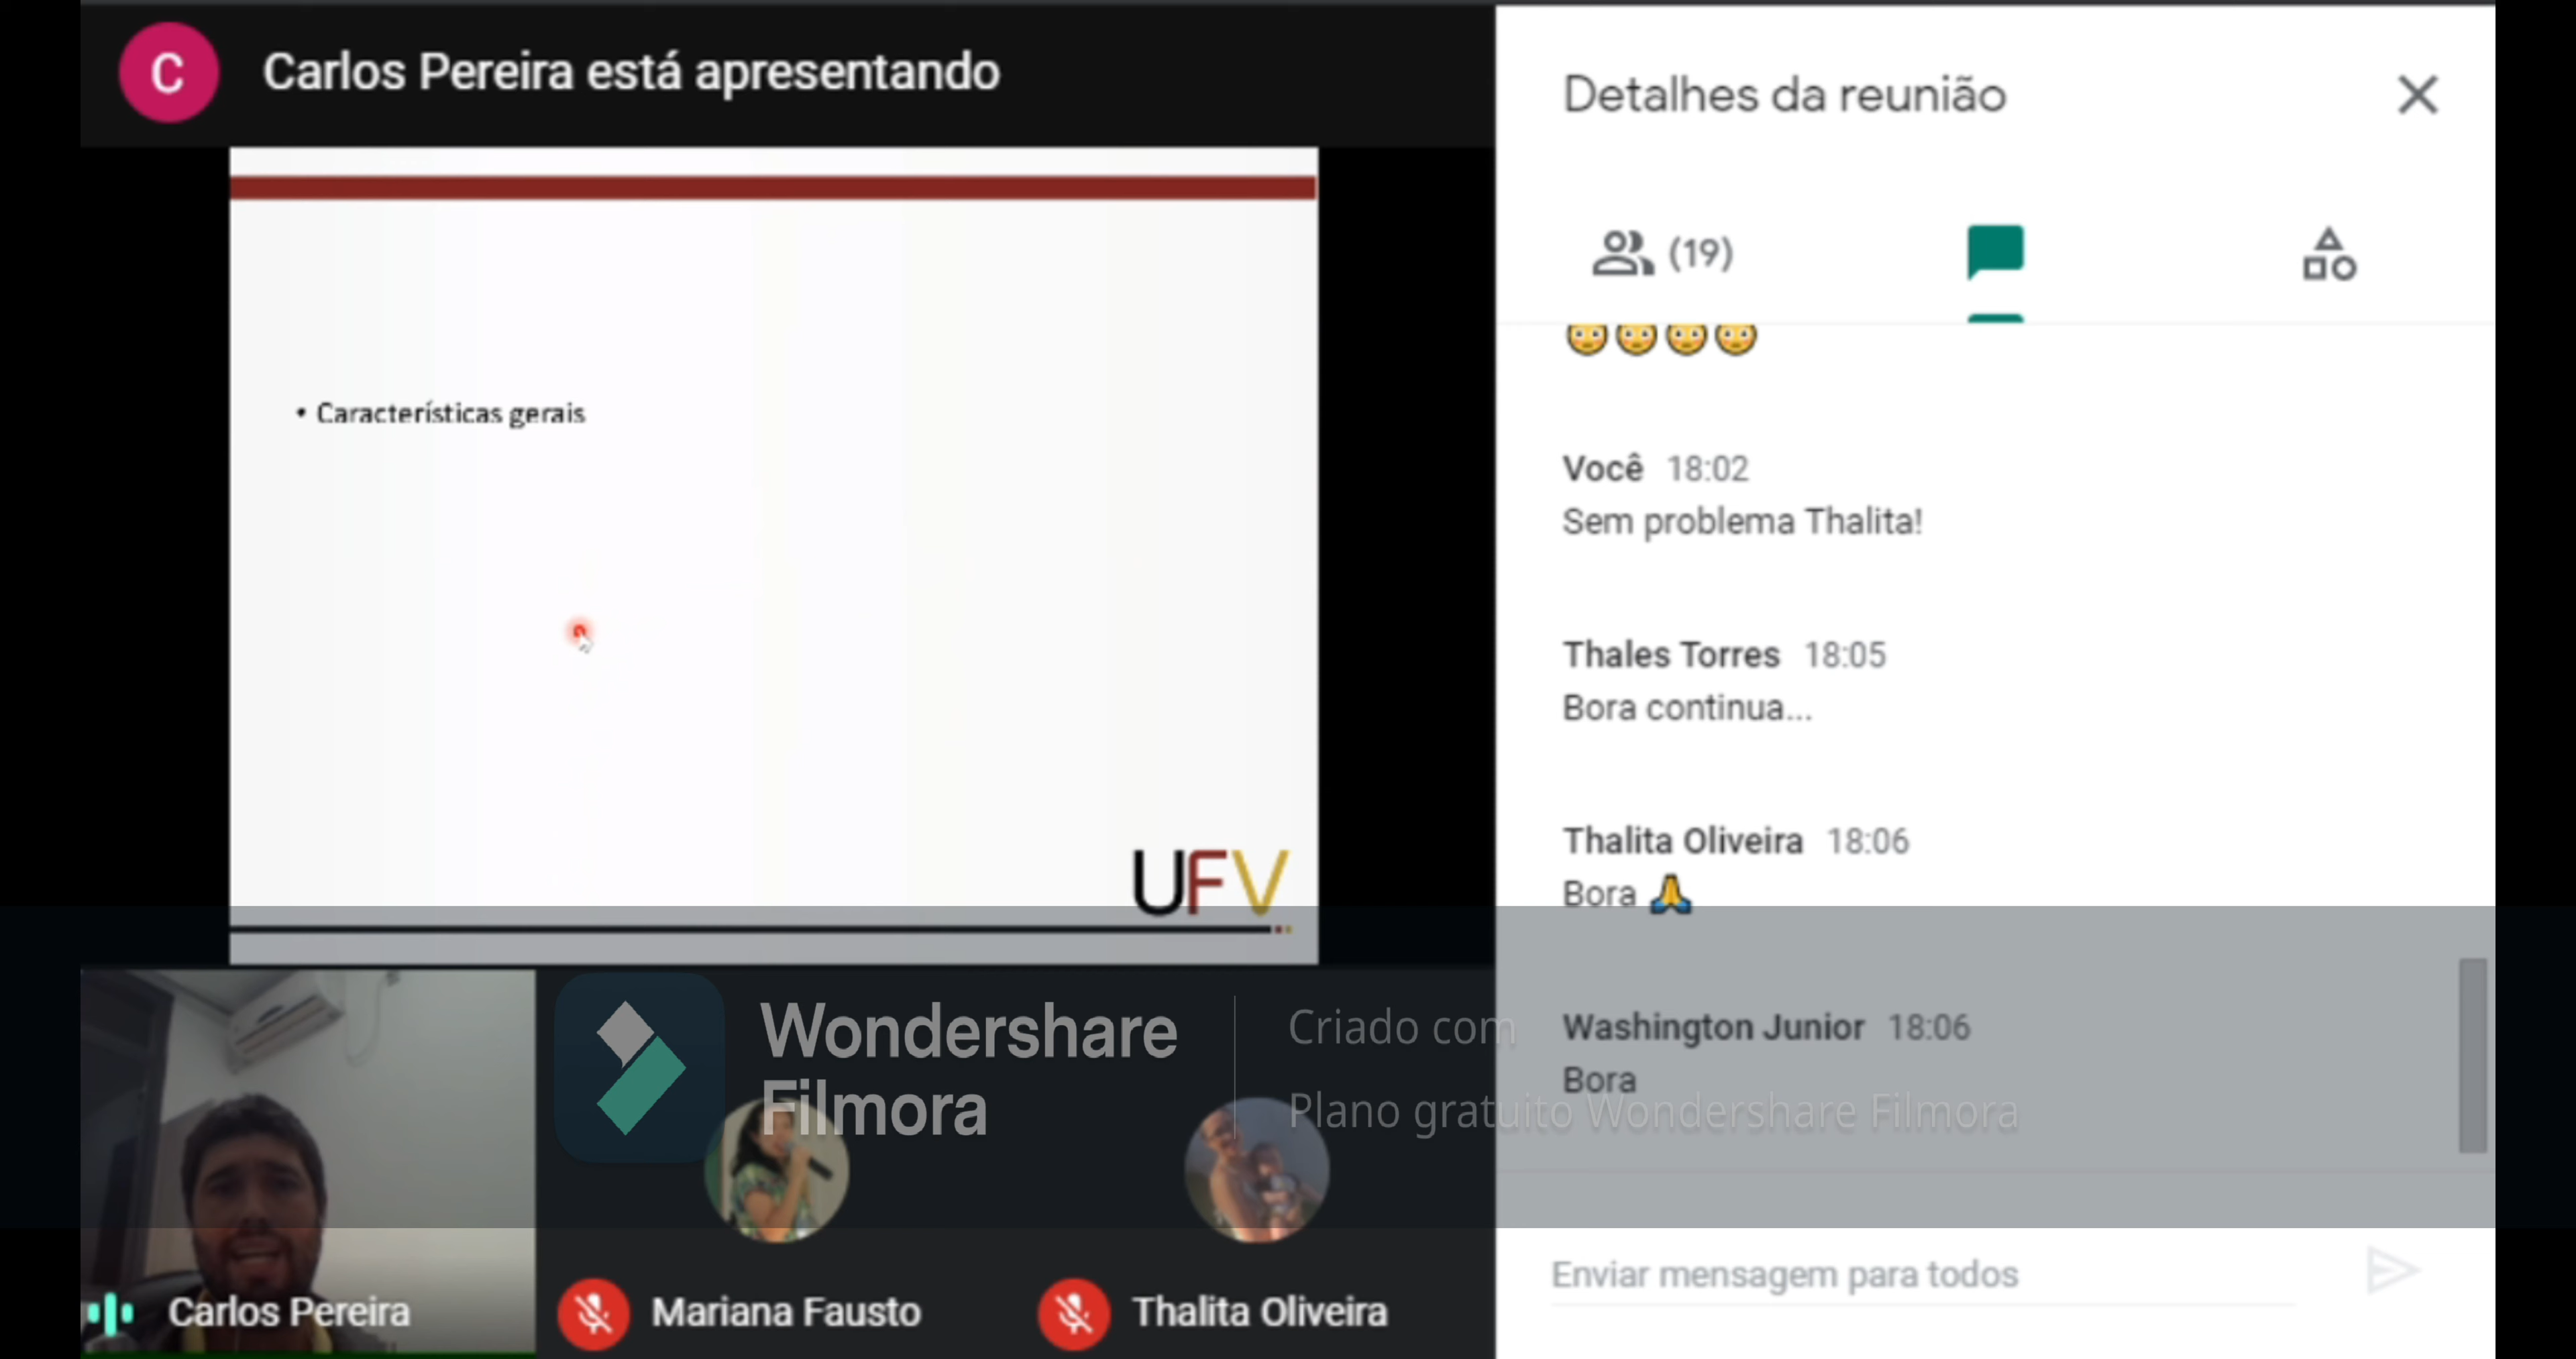 C
Carlos Pereira está apresentando
• Características gerais
UFV
Carlos Pereira
Mariana Fausto
Thalita Oliveira
Wondershare
Filmora
Criado com
Plano gratuito Wondershare Filmora
Detalhes da reunião
(19)
😳😳😳😳
Você 18:02
Sem problema Thalita!
Thales Torres 18:05
Bora continua...
Thalita Oliveira 18:06
Bora 🙏
Washington Junior 18:06
Bora
Enviar mensagem para todos